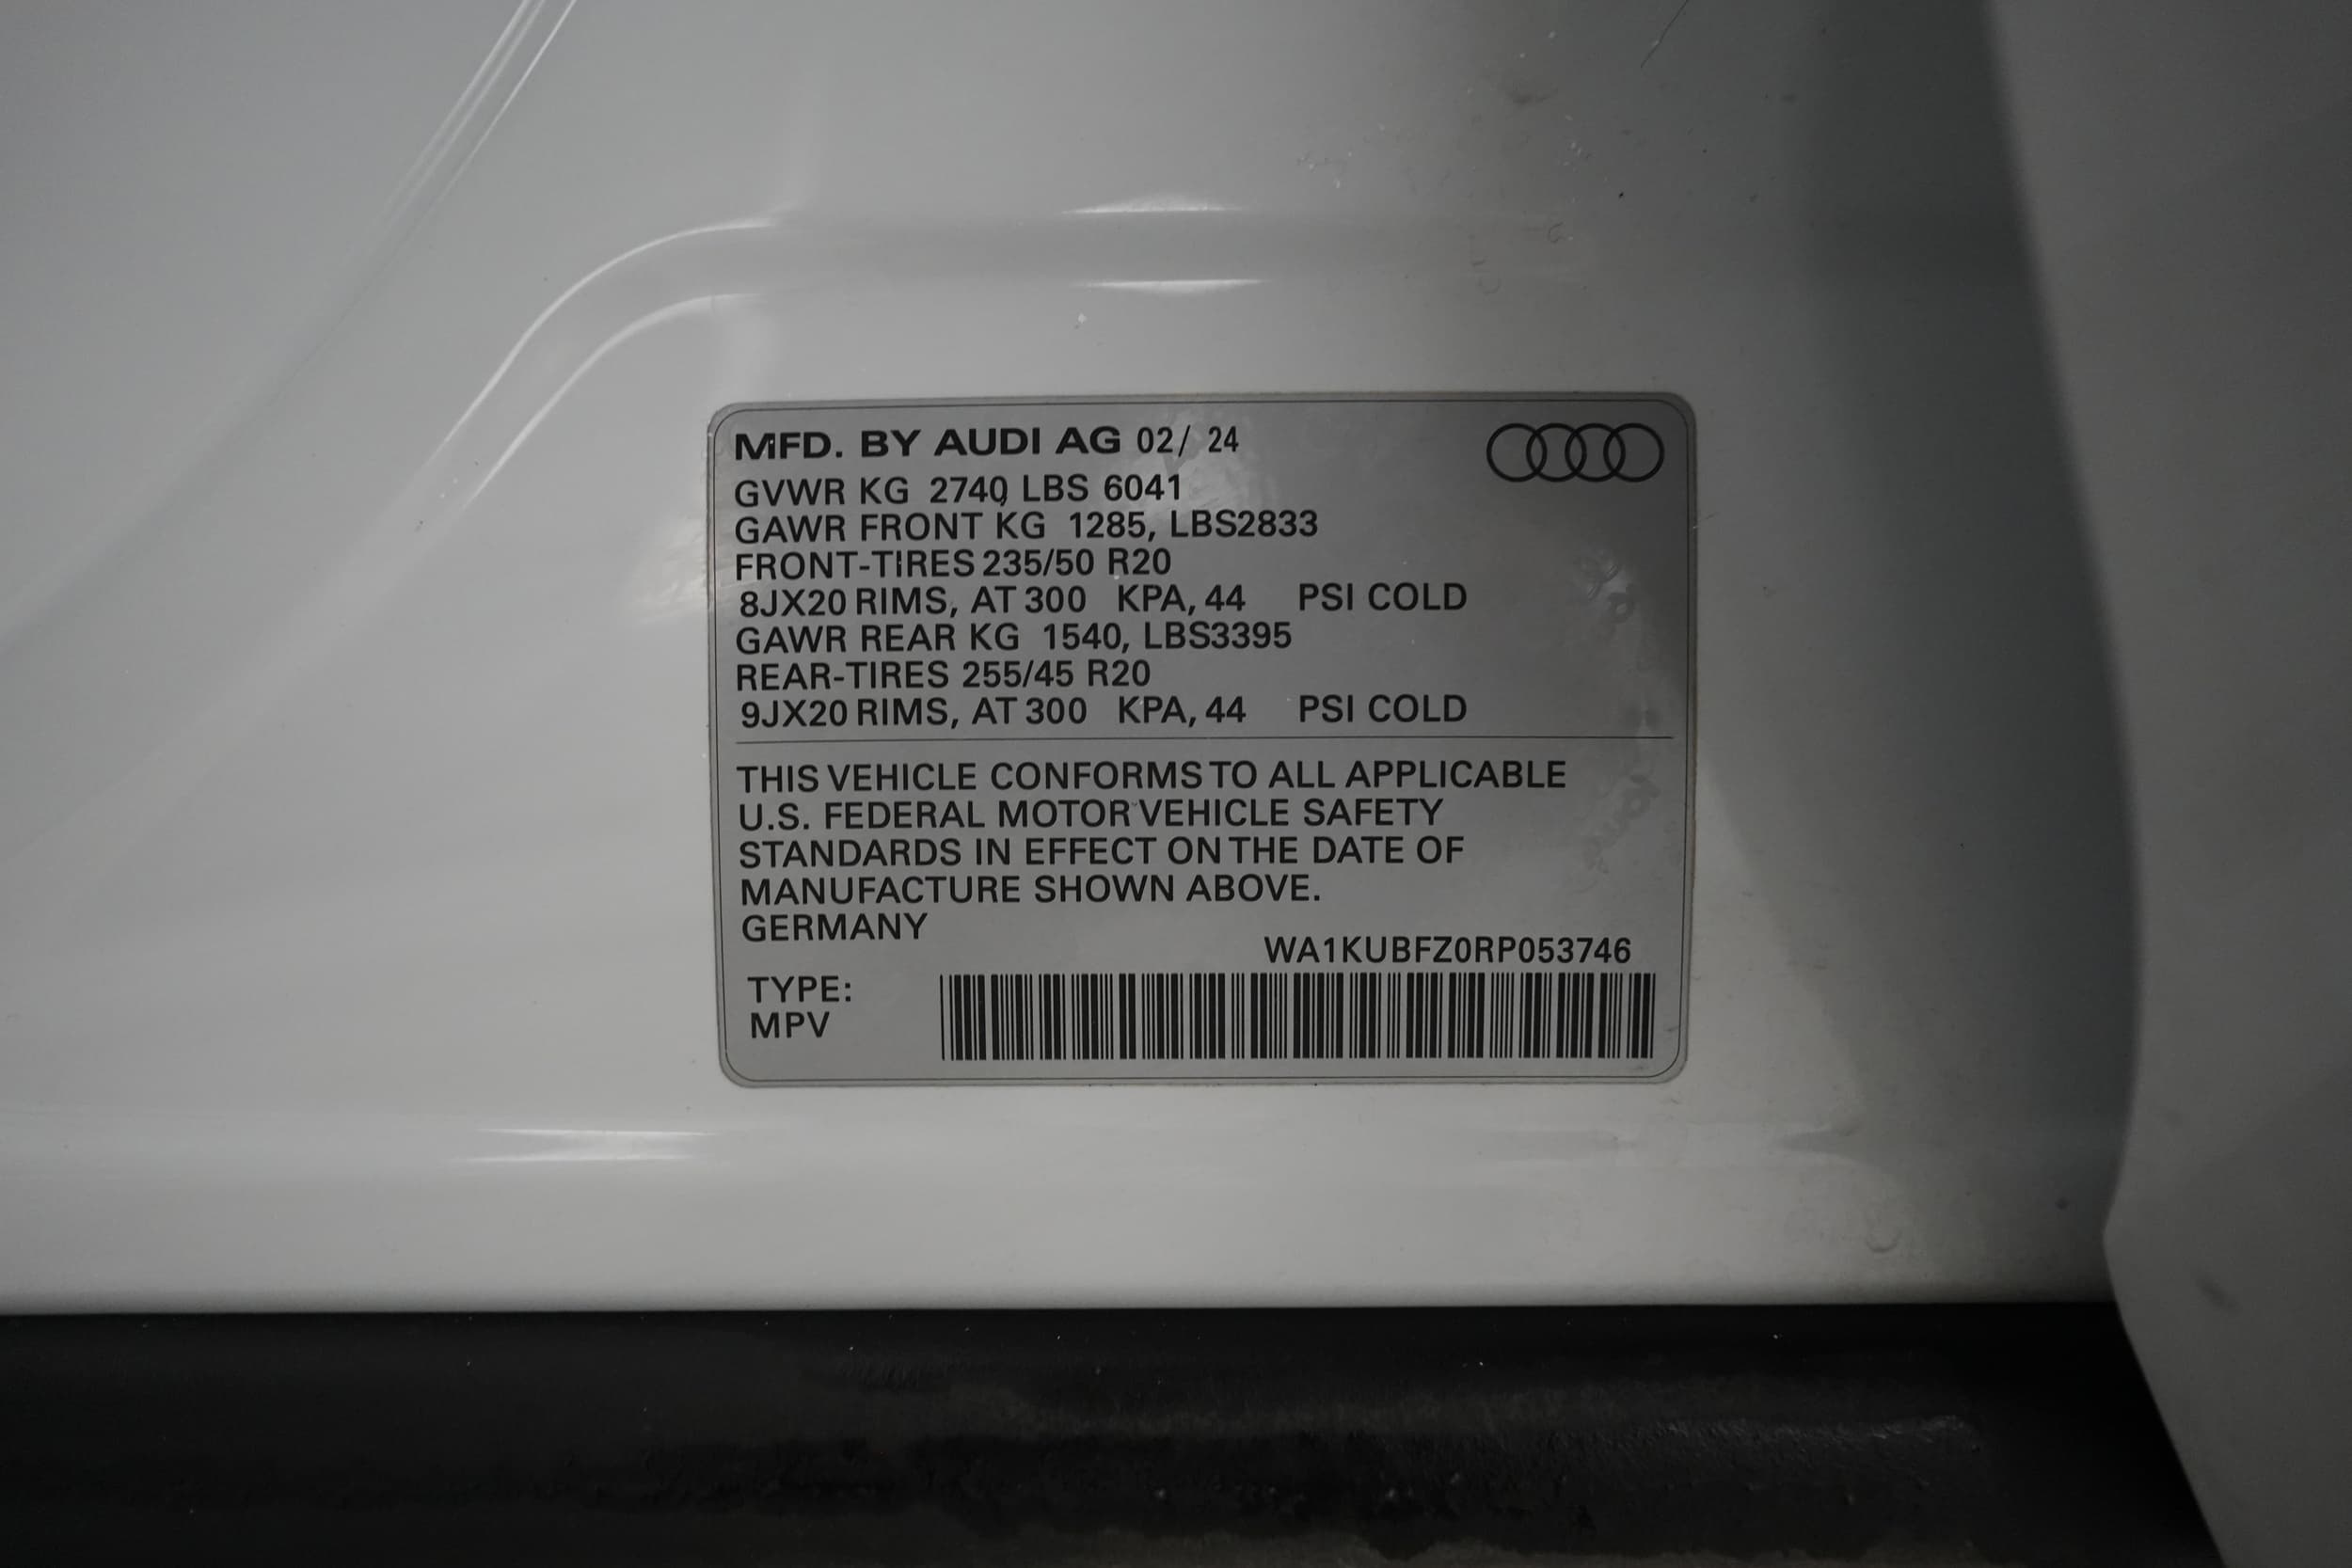 MFD. BY AUDI AG 02/ 24
GVWR KG 2740, LBS 6041
GAWR FRONT KG 1285, LBS2833
FRONT-TIRES 235/50 R20
8JX20 RIMS, AT 300 KPA, 44 PSI COLD
GAWR REAR KG 1540, LBS3395
REAR-TIRES 255/45 R20
9JX20 RIMS, AT 300 KPA, 44 PSI COLD
THIS VEHICLE CONFORMS TO ALL APPLICABLE
U.S. FEDERAL MOTOR VEHICLE SAFETY
STANDARDS IN EFFECT ON THE DATE OF
MANUFACTURE SHOWN ABOVE.
GERMANY
WA1KUBFZ0RP053746
TYPE:
MPV